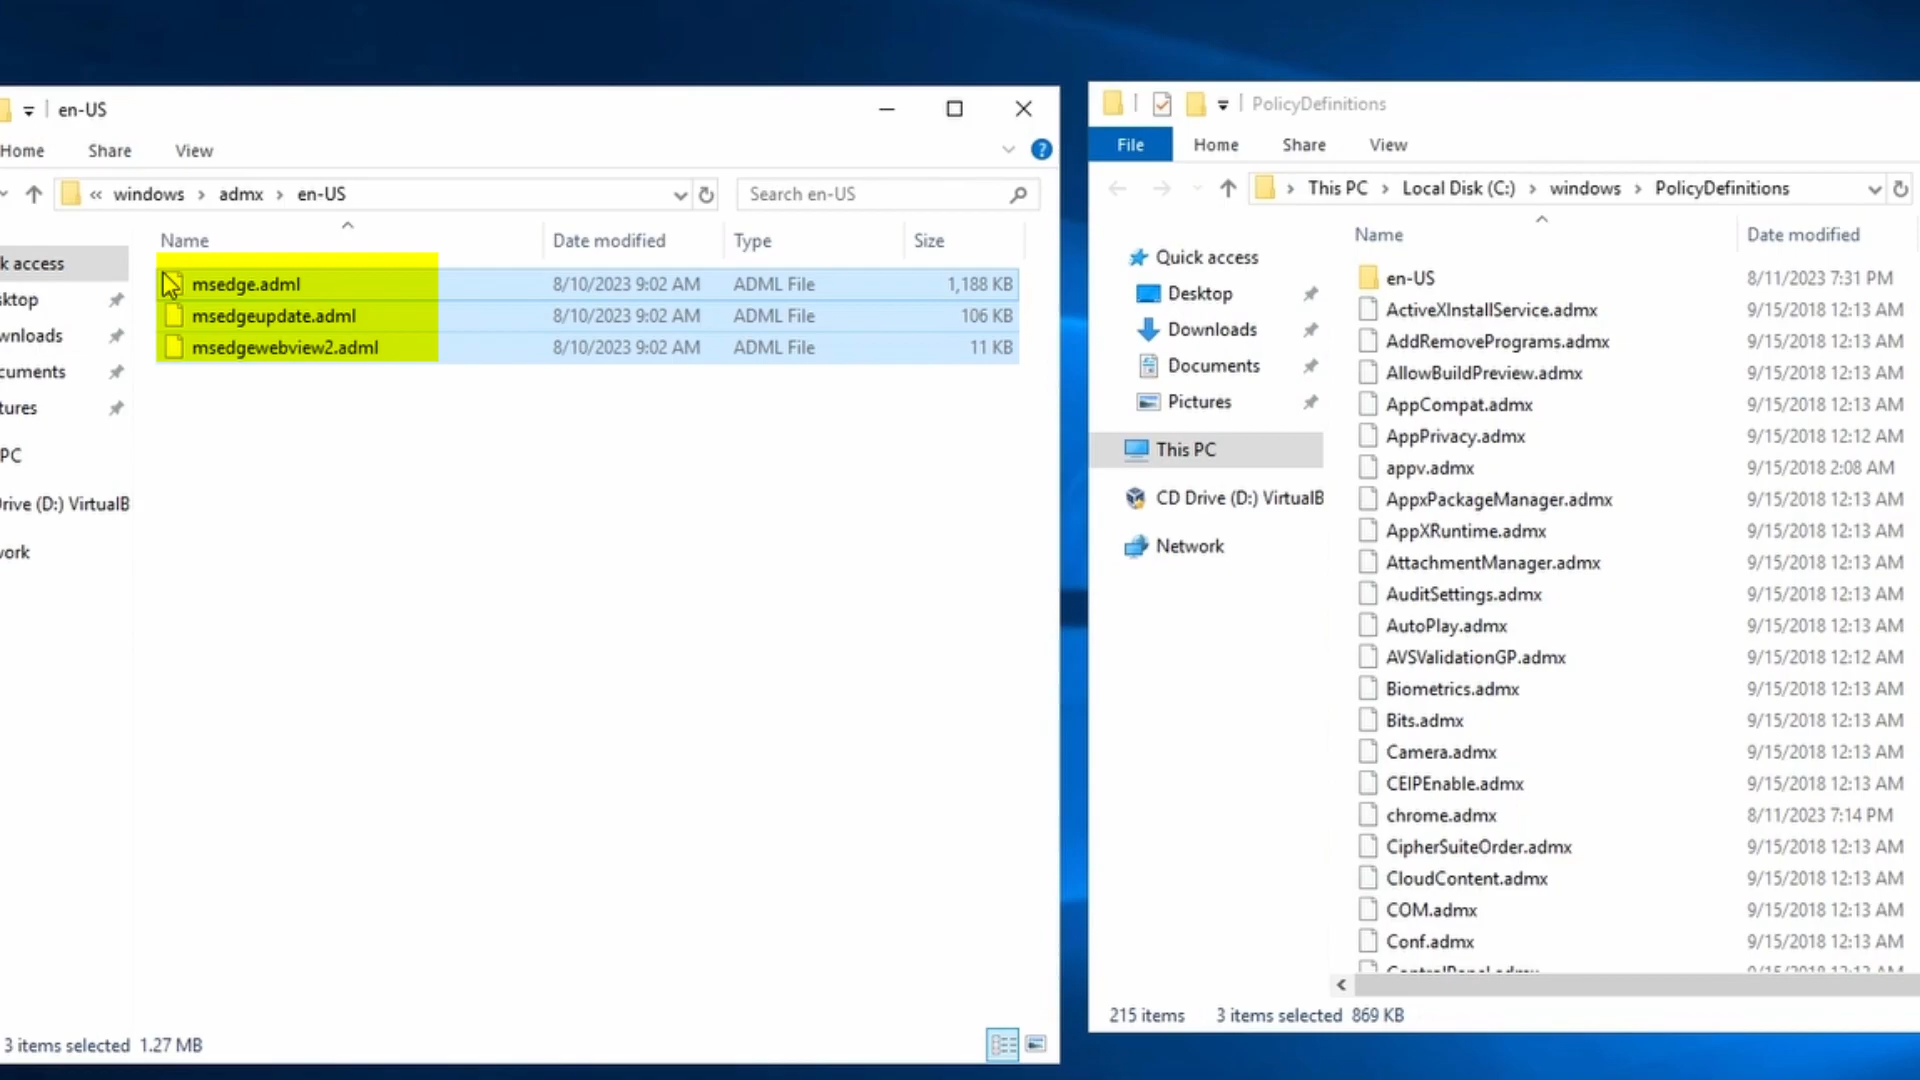 en-US
Home Share View
« windows > admx > en-US
Search en-US
Name Date modified Type Size
k access
msedge.adml 8/10/2023 9:02 AM ADML File 1,188 KB
msedgeupdate.adml 8/10/2023 9:02 AM ADML File 106 KB
msedgewebview2.adml 8/10/2023 9:02 AM ADML File 11 KB
sktop
wnloads
cuments
tures
PC
Drive (D:) VirtualB
work
3 items selected 1.27 MB
PolicyDefinitions
File Home Share View
> This PC > Local Disk (C:) > windows > PolicyDefinitions
Name Date modified
Quick access
Desktop
Downloads
Documents
Pictures
This PC
CD Drive (D:) VirtualB
Network
en-US 8/11/2023 7:31 PM
ActiveXInstallService.admx 9/15/2018 12:13 AM
AddRemovePrograms.admx 9/15/2018 12:13 AM
AllowBuildPreview.admx 9/15/2018 12:13 AM
AppCompat.admx 9/15/2018 12:13 AM
AppPrivacy.admx 9/15/2018 12:12 AM
appv.admx 9/15/2018 2:08 AM
AppxPackageManager.admx 9/15/2018 12:13 AM
AppXRuntime.admx 9/15/2018 12:13 AM
AttachmentManager.admx 9/15/2018 12:13 AM
AuditSettings.admx 9/15/2018 12:13 AM
AutoPlay.admx 9/15/2018 12:13 AM
AVSValidationGP.admx 9/15/2018 12:12 AM
Biometrics.admx 9/15/2018 12:13 AM
Bits.admx 9/15/2018 12:13 AM
Camera.admx 9/15/2018 12:13 AM
CEIPEnable.admx 9/15/2018 12:13 AM
chrome.admx 8/11/2023 7:14 PM
CipherSuiteOrder.admx 9/15/2018 12:13 AM
CloudContent.admx 9/15/2018 12:13 AM
COM.admx 9/15/2018 12:13 AM
Conf.admx 9/15/2018 12:13 AM
215 items 3 items selected 869 KB